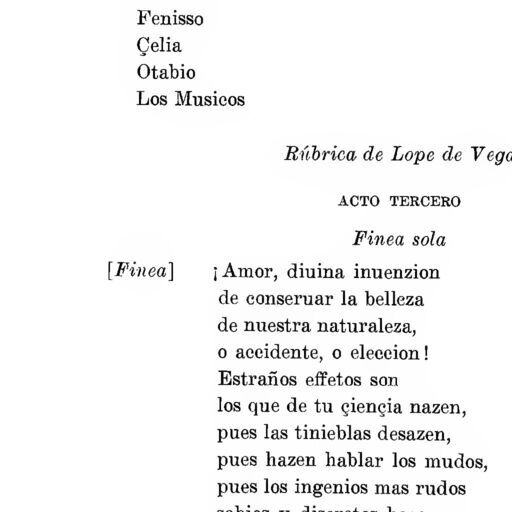 Fenisso
Çelia
Otabio
Los Musicos
Rúbrica de Lope de Vega
ACTO TERCERO
Finea sola
[Finea] ¡Amor, diuina inuenzion
de conseruar la belleza
de nuestra naturaleza,
o accidente, o eleccion!
Estraños effetos son
los que de tu çiençia nazen,
pues las tinieblas desazen,
pues hazen hablar los mudos,
pues los ingenios mas rudos